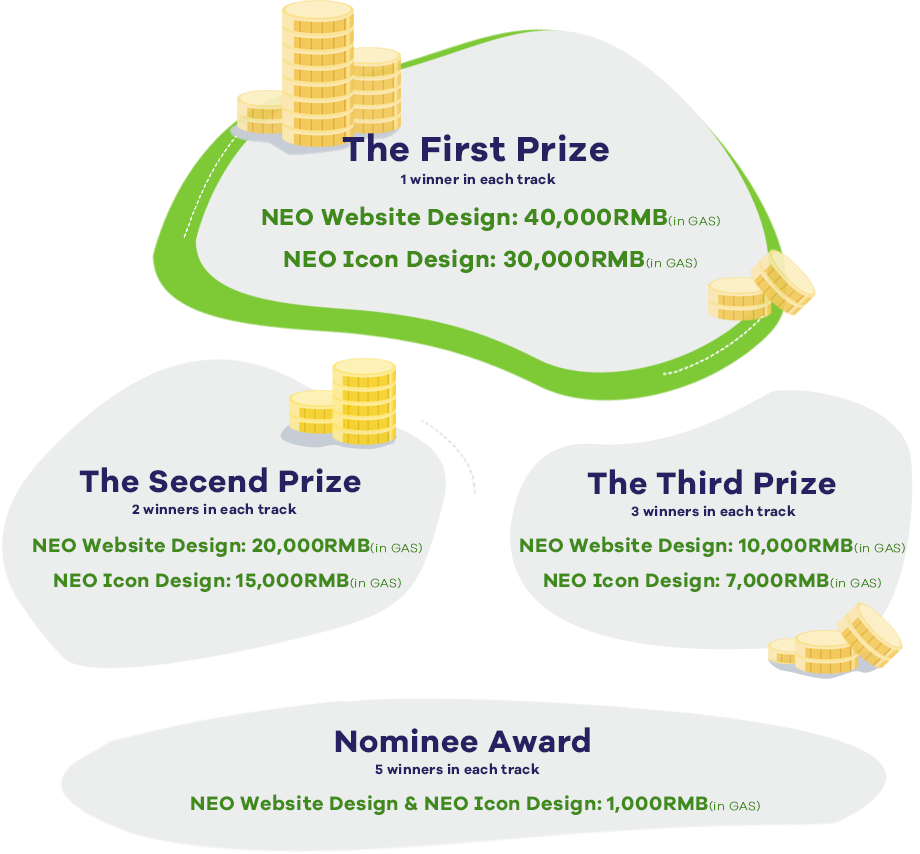 The First Prize
1 winner in each track
NEO Website Design: 40,000RMB(in GAS)
NEO Icon Design: 30,000RMB(in GAS)
The Secend Prize
2 winners in each track
NEO Website Design: 20,000RMB(in GAS)
NEO Icon Design: 15,000RMB(in GAS)
The Third Prize
3 winners in each track
NEO Website Design: 10,000RMB(in GAS)
NEO Icon Design: 7,000RMB(in GAS)
Nominee Award
5 winners in each track
NEO Website Design & NEO Icon Design: 1,000RMB(in GAS)